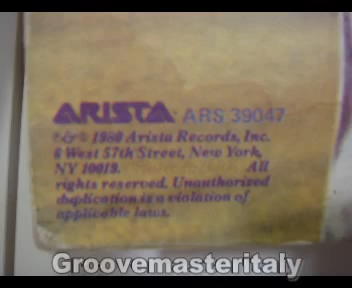 ARISTA ARS 39047
℗ & © 1980 Arista Records, Inc.
6 West 57th Street, New York,
NY 10019. All
rights reserved. Unauthorized
duplication is a violation of
applicable laws.
Groovemasteritaly